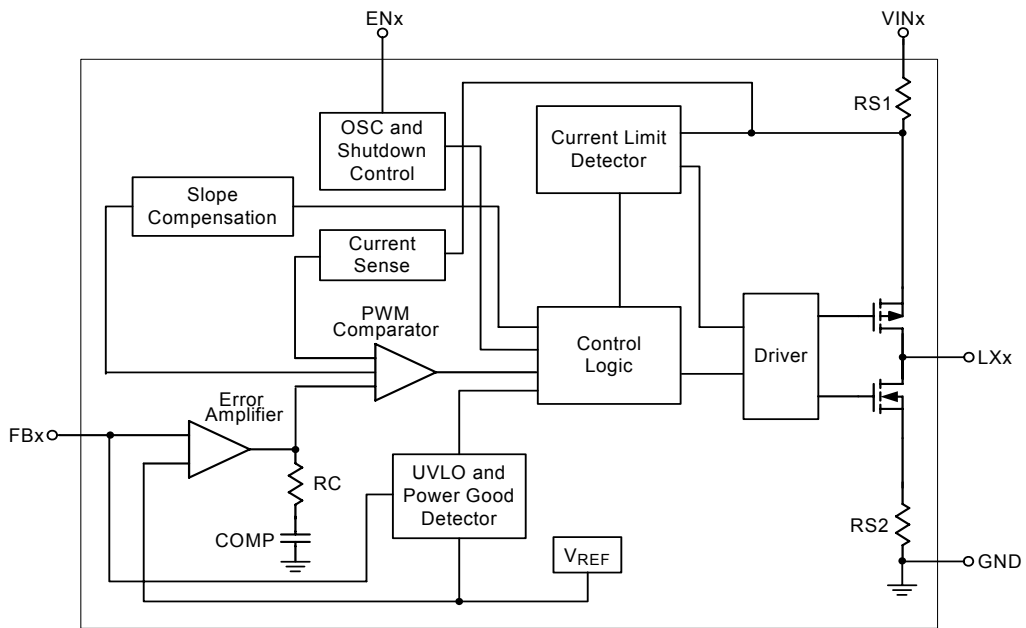 ENx
VINx
RS1
OSC and
Shutdown
Control
Current Limit
Detector
Slope
Compensation
Current
Sense
PWM
Comparator
Control
Logic
Driver
LXx
Error
Amplifier
FBx
RC
UVLO and
Power Good
Detector
COMP
RS2
VREF
GND